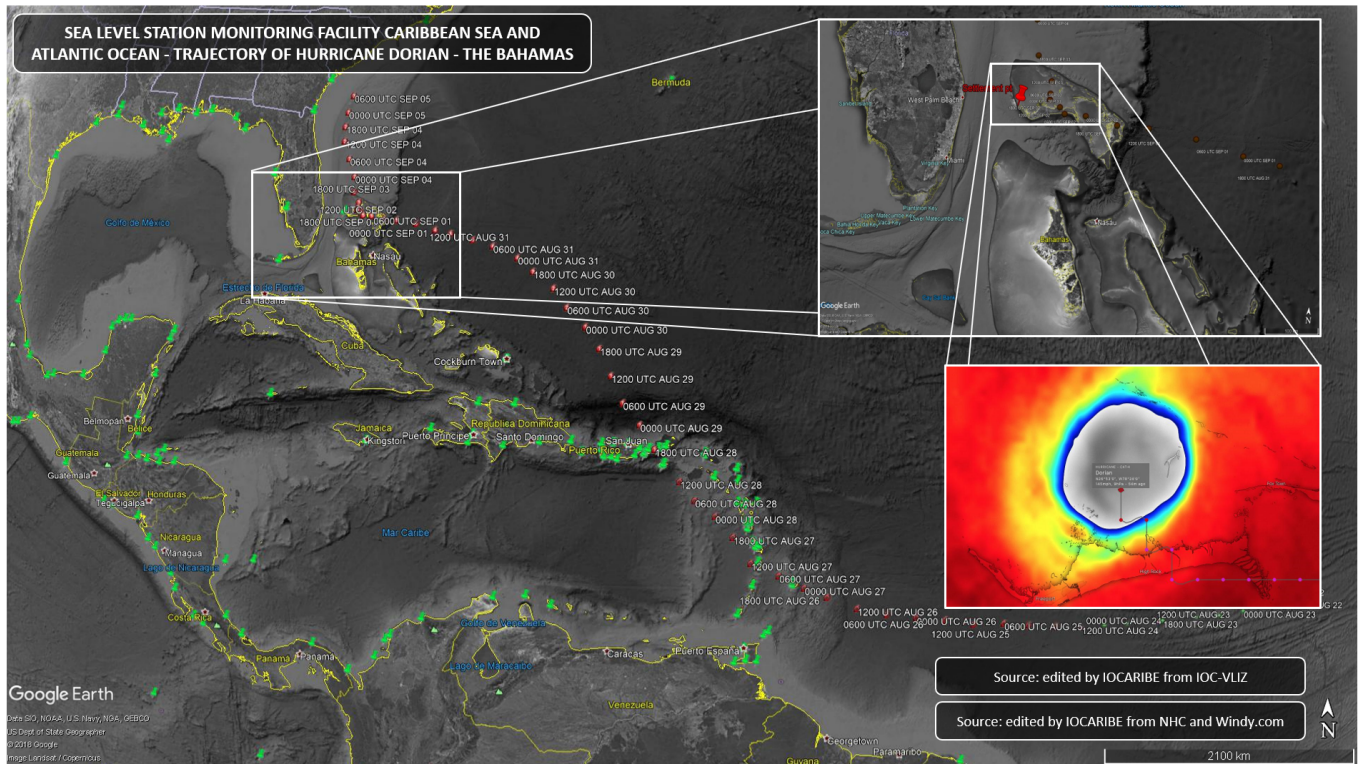 SEA LEVEL STATION MONITORING FACILITY CARIBBEAN SEA AND
ATLANTIC OCEAN - TRAJECTORY OF HURRICANE DORIAN - THE BAHAMAS
Bermuda
0600 UTC SEP 05
0000 UTC SEP 05
1800 UTC SEP 04
1200 UTC SEP 04
0600 UTC SEP 04
0000 UTC SEP 04
1800 UTC SEP 03
1200 UTC SEP 02
1800 UTC SEP
0600 UTC SEP 01
0000 UTC SEP 01
1200 UTC AUG 31
0600 UTC AUG 31
0000 UTC AUG 31
1800 UTC AUG 30
1200 UTC AUG 30
0600 UTC AUG 30
0000 UTC AUG 30
1800 UTC AUG 29
1200 UTC AUG 29
0600 UTC AUG 29
0000 UTC AUG 29
1800 UTC AUG 28
1200 UTC AUG 28
0600 UTC AUG 28
0000 UTC AUG 28
1800 UTC AUG 27
1200 UTC AUG 27
0600 UTC AUG 27
0000 UTC AUG 27
1800 UTC AUG 26
1200 UTC AUG 26
0600 UTC AUG 26
0000 UTC AUG 26
1200 UTC AUG 25
0600 UTC AUG 25
0000 UTC AUG 24
1200 UTC AUG 24
1200 UTC AUG 23
1800 UTC AUG 23
0000 UTC AUG 23
Golfo de México
Bahamas
Nasau
Estrecho de Florida
La Habana
Cuba
Cockburn Town
Belmopan
Belice
Jamaica
Kingston
Puerto Príncipe
República Dominicana
Santo Domingo
San Juan
Puerto Rico
Guatemala
Guatemala
El Salvador
Honduras
Tegucigalpa
Nicaragua
Managua
Lago de Nicaragua
Mar Caribe
Costa Rica
Panamá
Panama
Golfo de Venezuela
Lago de Maracaibo
Caracas
Puerto España
Venezuela
Georgetown
Paramaribo
Guyana
West Palm Beach
Miami
Plantation Key
Lower Matecumbe Key
Nasau
Bahamas
Google Earth
N
Dorian
Source: edited by IOCARIBE from IOC-VLIZ
Source: edited by IOCARIBE from NHC and Windy.com
N
2100 km
Google Earth
Data SIO, NOAA, U.S. Navy, NGA, GEBCO
US Dept of State Geographer
© 2018 Google
Image Landsat / Copernicus